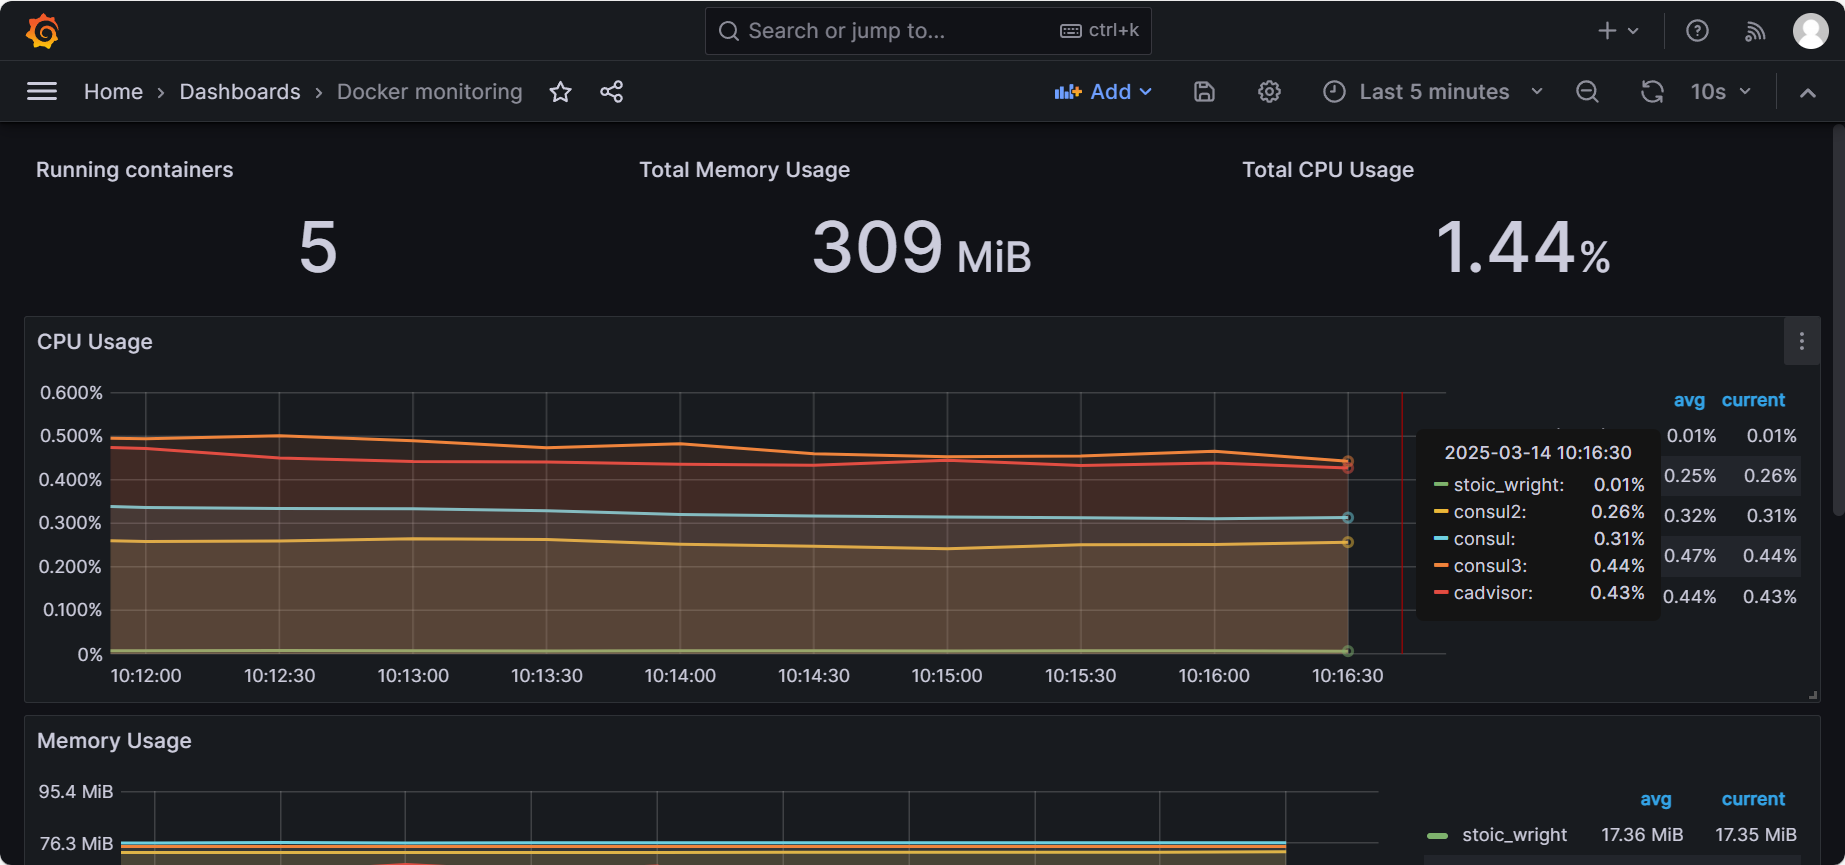 Search or jump to... ctrl+k
Home › Dashboards › Docker monitoring Add Last 5 minutes 10s
Running containers Total Memory Usage Total CPU Usage
5 309 MiB 1.44%
CPU Usage
0.600%
0.500%
0.400%
0.300%
0.200%
0.100%
0%
10:12:00 10:12:30 10:13:00 10:13:30 10:14:00 10:14:30 10:15:00 10:15:30 10:16:00 10:16:30
avg current
0.01% 0.01%
0.25% 0.26%
0.32% 0.31%
0.47% 0.44%
0.44% 0.43%
2025-03-14 10:16:30
stoic_wright: 0.01%
consul2: 0.26%
consul: 0.31%
consul3: 0.44%
cadvisor: 0.43%
Memory Usage
95.4 MiB
76.3 MiB
avg current
stoic_wright 17.36 MiB 17.35 MiB